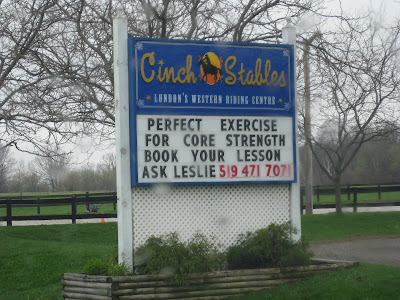 Cinch Stables
London's Western Riding Centre
PERFECT EXERCISE
FOR CORE STRENGTH
BOOK YOUR LESSON
ASK LESLIE 519 471 7071